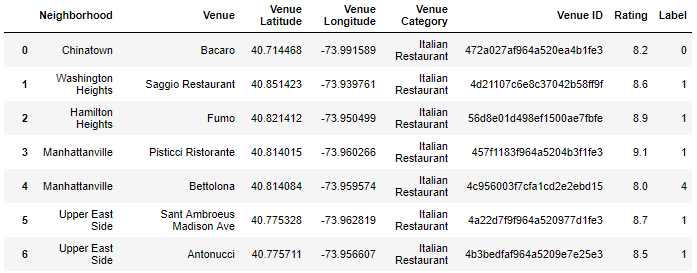 Neighborhood Venue Venue Latitude Venue Longitude Venue Category Venue ID Rating Label
0 Chinatown Bacaro 40.714468 -73.991589 Italian Restaurant 472a027af964a520ea4b1fe3 8.2 0
1 Washington Heights Saggio Restaurant 40.851423 -73.939761 Italian Restaurant 4d21107c6e8c37042b58ff9f 8.6 1
2 Hamilton Heights Fumo 40.821412 -73.950499 Italian Restaurant 56d8e01d498ef1500ae7fbfe 8.9 1
3 Manhattanville Pisticci Ristorante 40.814015 -73.960266 Italian Restaurant 457f1183f964a5204b3f1fe3 9.1 1
4 Manhattanville Bettolona 40.814084 -73.959574 Italian Restaurant 4c956003f7cfa1cd2e2ebd15 8.0 4
5 Upper East Side Sant Ambroeus Madison Ave 40.775328 -73.962819 Italian Restaurant 4a22d7f9f964a520977d1fe3 8.7 1
6 Upper East Side Antonucci 40.775711 -73.956607 Italian Restaurant 4b3bedfaf964a5209e7e25e3 8.5 1